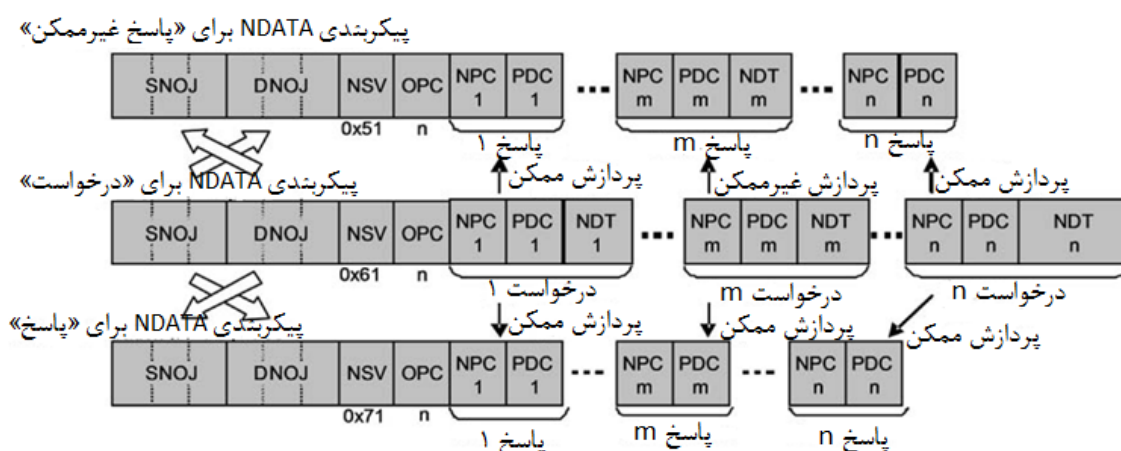 پیکربندی NDATA برای «پاسخ غیرممکن»
SNOJ DNOJ NSV OPC NPC 1 PDC 1 ... NPC m PDC m NDT m ... NPC n PDC n
0x51 n پاسخ ۱ پاسخ m پاسخ n
پردازش ممکن پردازش غیرممکن پردازش ممکن
پیکربندی NDATA برای «درخواست»
SNOJ DNOJ NSV OPC NPC 1 PDC 1 NDT 1 ... NPC m PDC m NDT m ... NPC n PDC n NDT n
0x61 n درخواست ۱ درخواست m درخواست n
پردازش ممکن پردازش ممکن پردازش ممکن
پیکربندی NDATA برای «پاسخ»
SNOJ DNOJ NSV OPC NPC 1 PDC 1 ... NPC m PDC m ... NPC n PDC n
0x71 n پاسخ ۱ پاسخ m پاسخ n